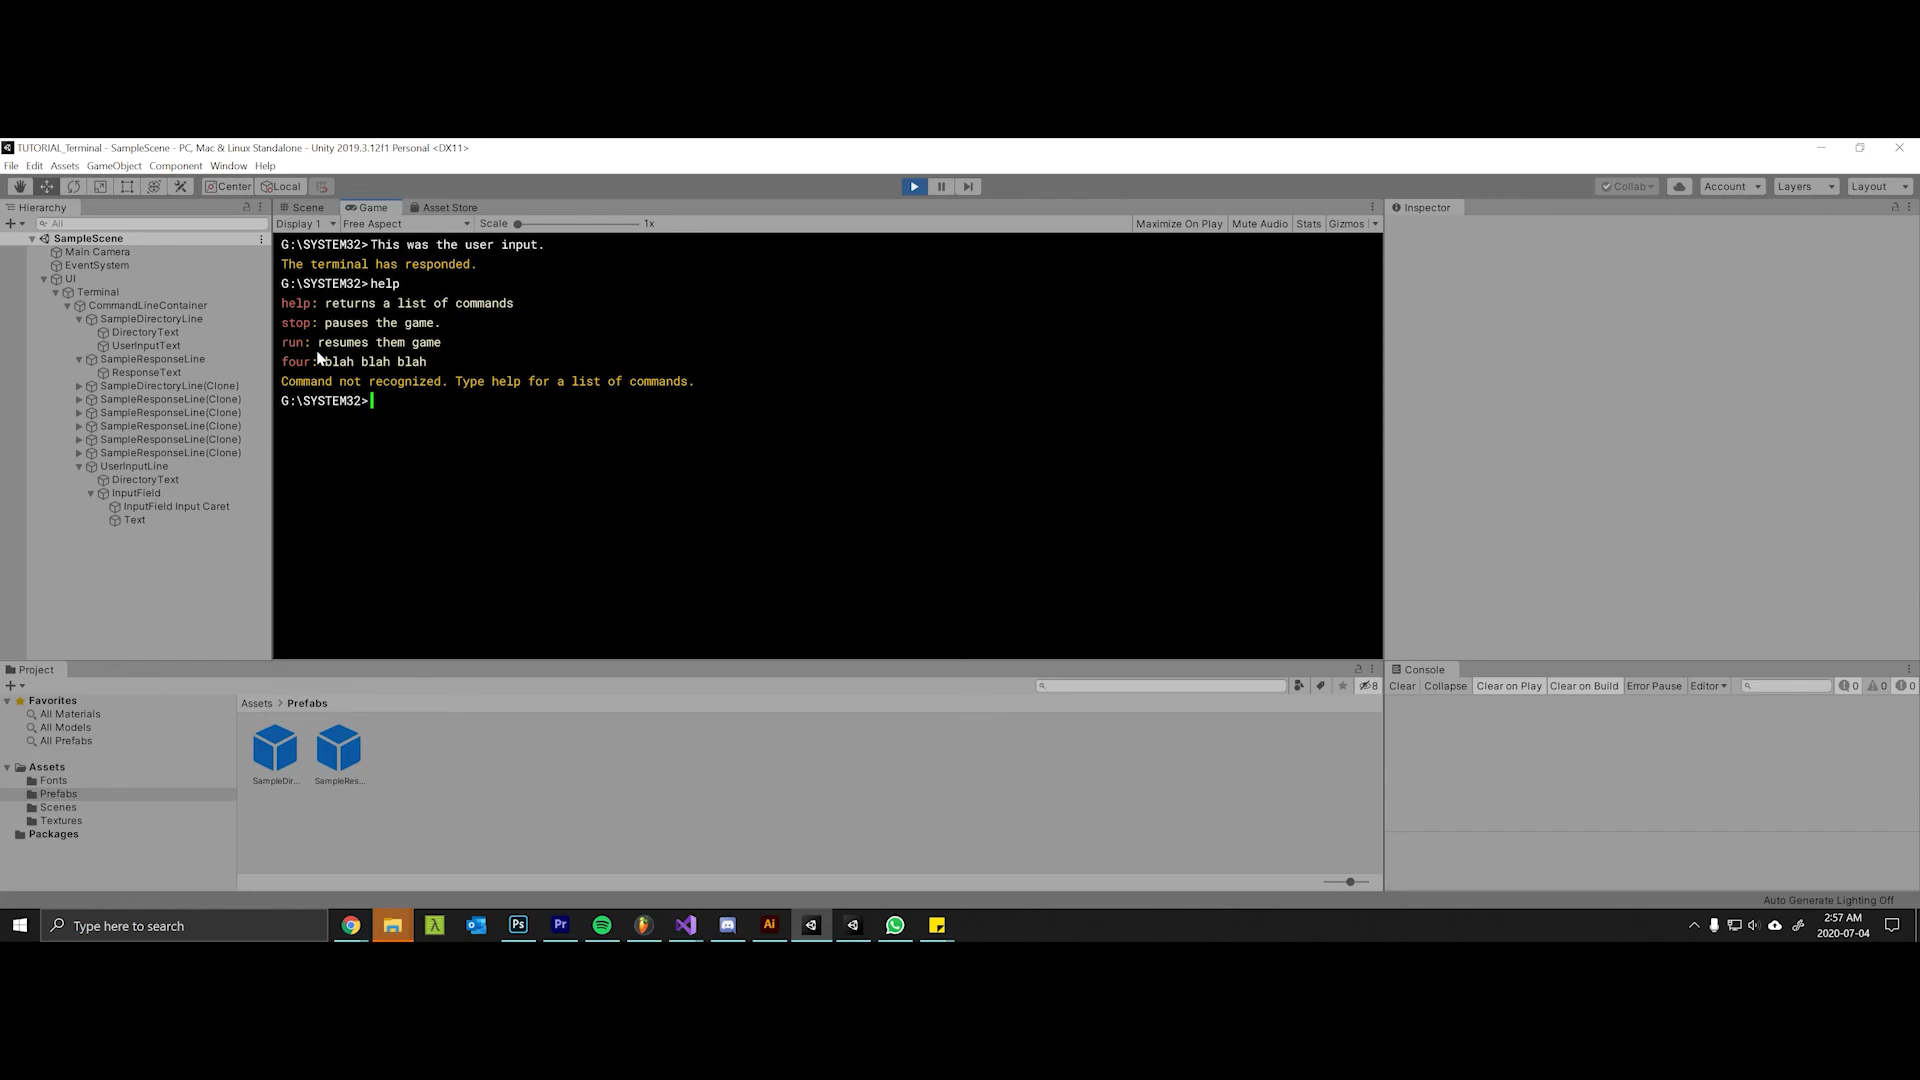 TUTORIAL_Terminal - SampleScene - PC, Mac & Linux Standalone - Unity 2019.3.12f1 Personal <DX11>
File Edit Assets GameObject Component Window Help
Center Local Collab Account Layers Layout
Hierarchy Scene Game Asset Store Inspector
All Display 1 Free Aspect Scale 1x Maximize On Play Mute Audio Stats Gizmos
SampleScene
Main Camera
EventSystem
UI
Terminal
CommandLineContainer
SampleDirectoryLine
DirectoryText
UserInputText
SampleResponseLine
ResponseText
SampleDirectoryLine(Clone)
SampleResponseLine(Clone)
SampleResponseLine(Clone)
SampleResponseLine(Clone)
SampleResponseLine(Clone)
SampleResponseLine(Clone)
UserInputLine
DirectoryText
InputField
InputField Input Caret
Text
G:\SYSTEM32>This was the user input.
The terminal has responded.
G:\SYSTEM32>help
help: returns a list of commands
stop: pauses the game.
run: resumes them game
four: blah blah blah
Command not recognized. Type help for a list of commands.
G:\SYSTEM32>
Project
8
Favorites
All Materials
All Models
All Prefabs
Assets
Fonts
Prefabs
Scenes
Textures
Packages
Assets > Prefabs
SampleDir...
SampleRes...
Console
Clear Collapse Clear on Play Clear on Build Error Pause Editor 0 0 0
Auto Generate Lighting Off
Type here to search
Ps
Pr
Ai
2:57 AM
2020-07-04